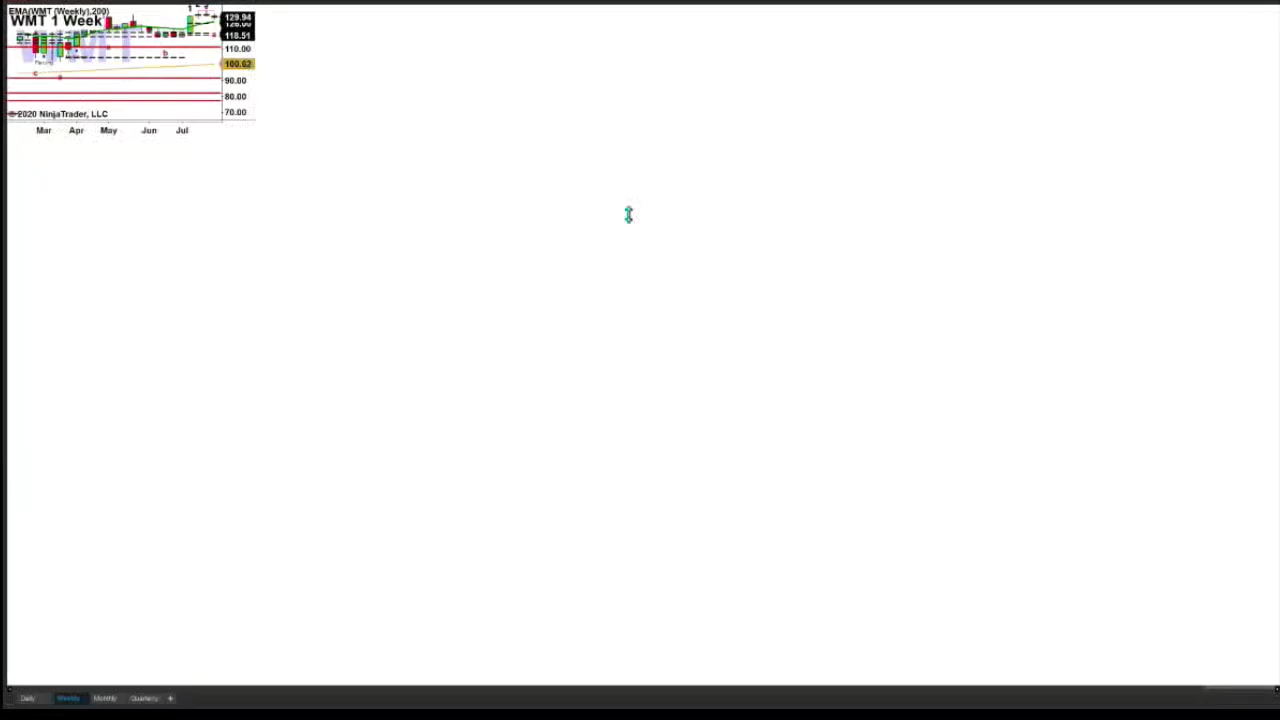 EMA(WMT (Weekly),200)
WMT 1 Week
WMT
129.94
118.51
110.00
100.62
90.00
80.00
70.00
b
c
© 2020 NinjaTrader, LLC
Mar Apr May Jun Jul
Daily Weekly Monthly Quarterly +